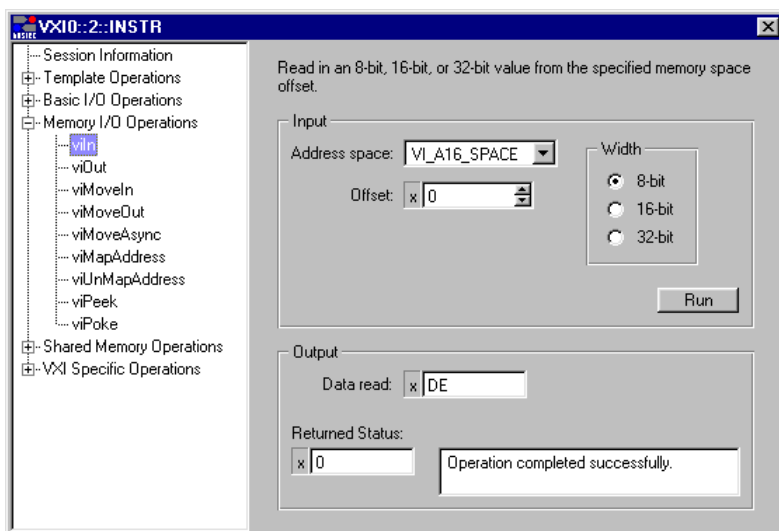 VXI0::2::INSTR
Session Information
Template Operations
Basic I/O Operations
Memory I/O Operations
viIn
viOut
viMoveIn
viMoveOut
viMoveAsync
viMapAddress
viUnMapAddress
viPeek
viPoke
Shared Memory Operations
VXI Specific Operations
Read in an 8-bit, 16-bit, or 32-bit value from the specified memory space
offset.
Input
Address space: VI_A16_SPACE
Offset: x 0
Width
8-bit
16-bit
32-bit
Run
Output
Data read: x DE
Returned Status:
x 0
Operation completed successfully.